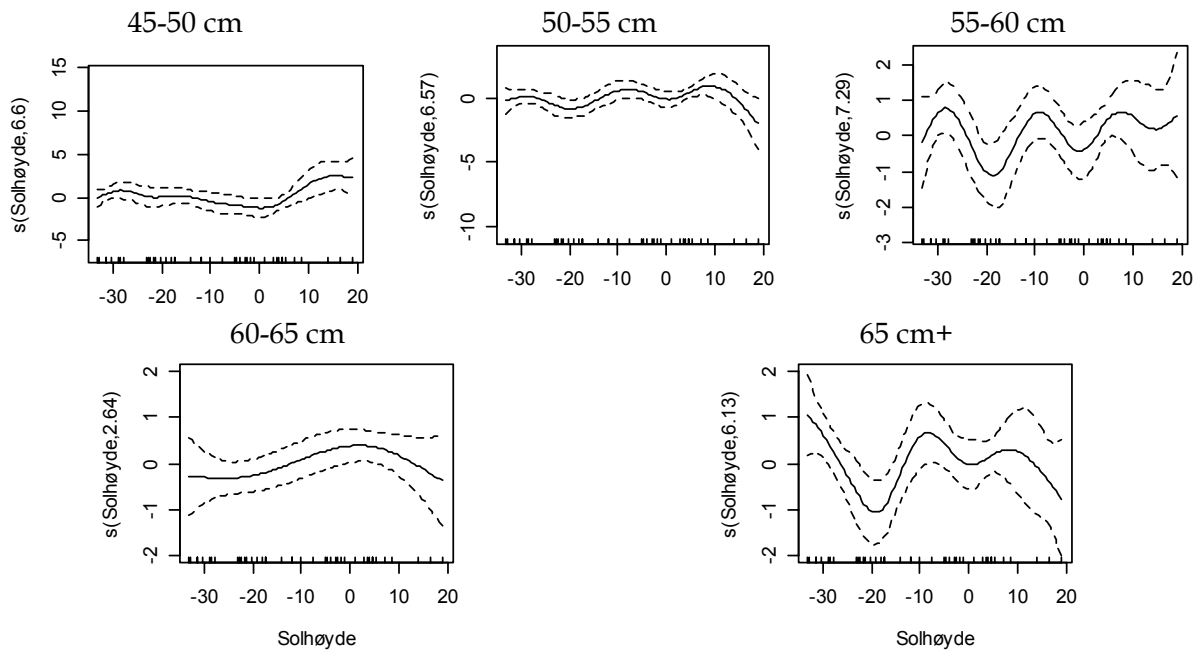 45-50 cm
50-55 cm
55-60 cm
s(Solhøyde,6.6)
15
10
5
0
-5
-30 -20 -10 0 10 20
s(Solhøyde,6.57)
0
-5
-10
-30 -20 -10 0 10 20
s(Solhøyde,7.29)
2
1
0
-1
-2
-3
-30 -20 -10 0 10 20
60-65 cm
65 cm+
s(Solhøyde,2.64)
2
1
0
-1
-2
-30 -20 -10 0 10 20
Solhøyde
s(Solhøyde,6.13)
2
1
0
-1
-2
-30 -20 -10 0 10 20
Solhøyde